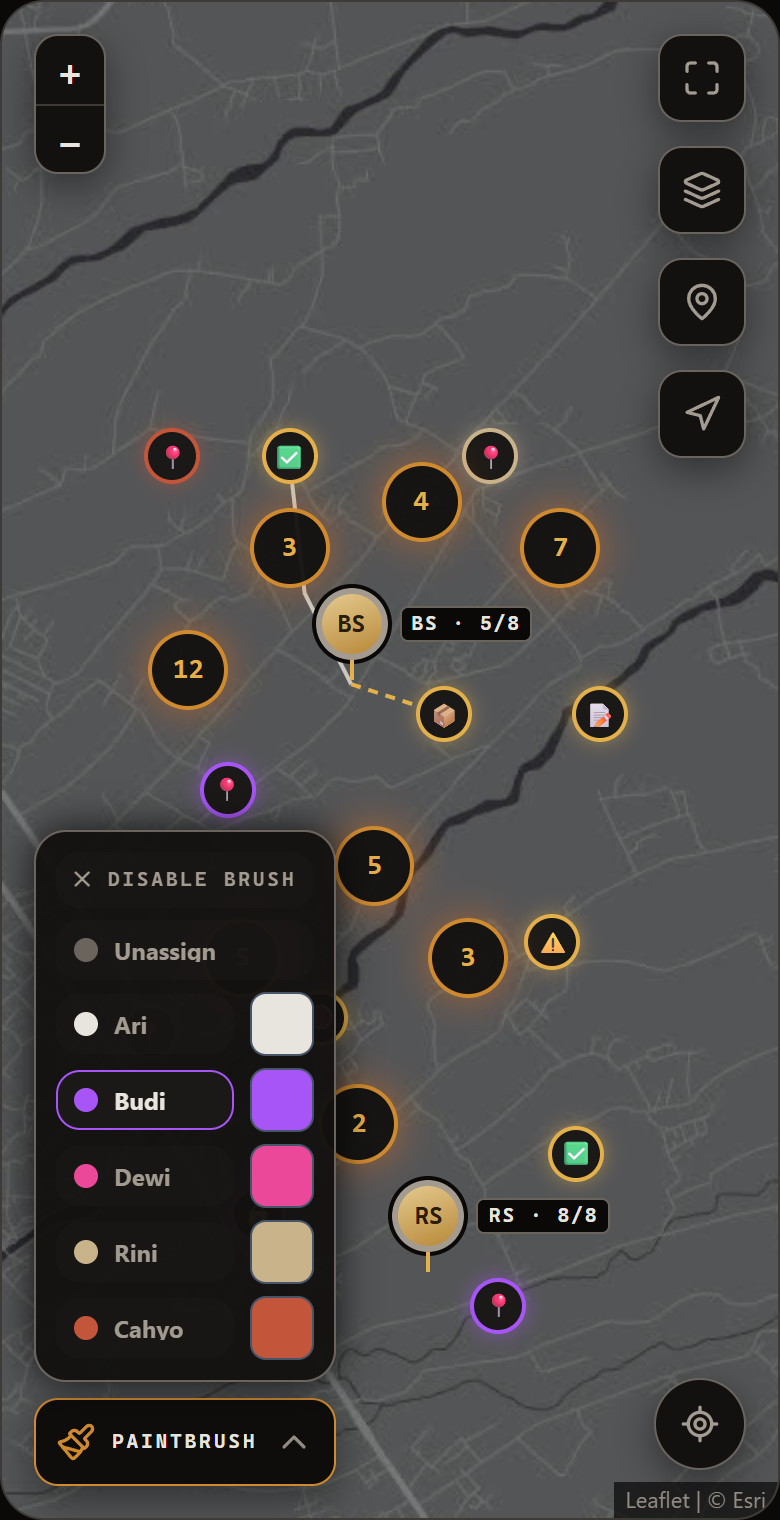 +
−
4
3
7
BS
BS · 5/8
12
5
3
2
RS
RS · 8/8
DISABLE BRUSH
Unassign
Ari
Budi
Dewi
Rini
Cahyo
PAINTBRUSH
Leaflet | © Esri